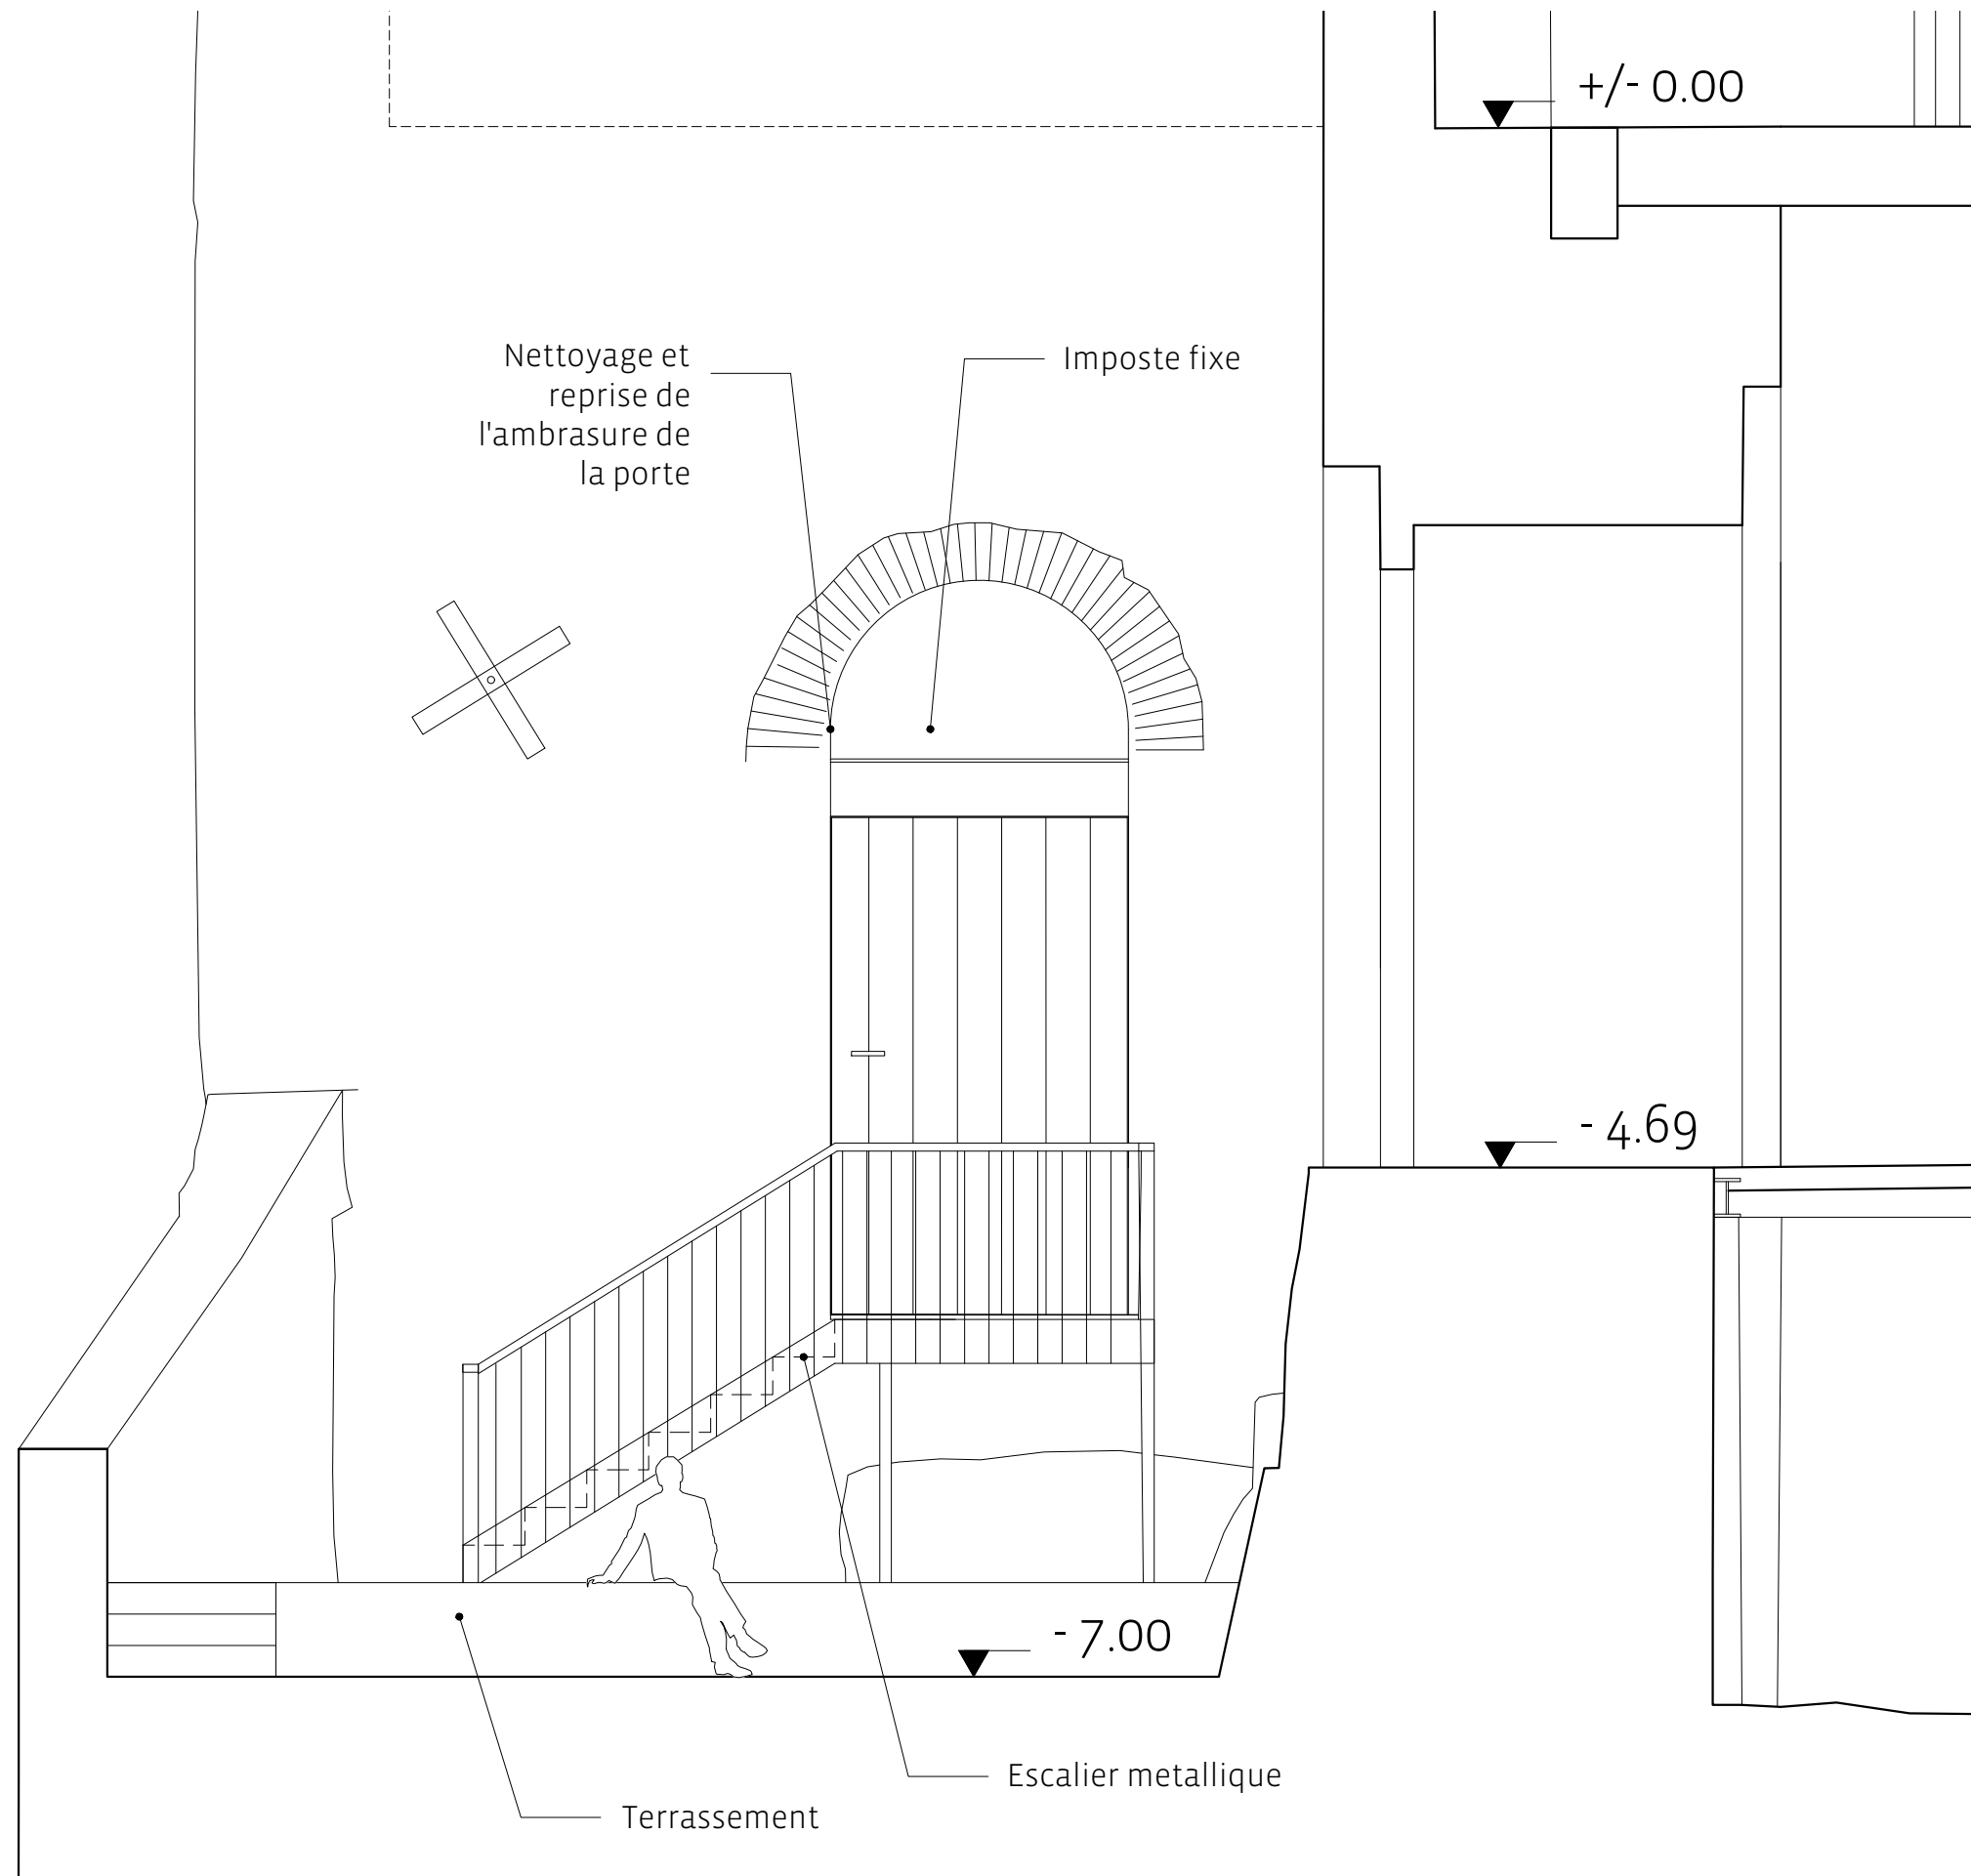 +/- 0.00
Nettoyage et
reprise de
l'ambrasure de
la porte
Imposte fixe
- 4.69
- 7.00
Escalier metallique
Terrassement